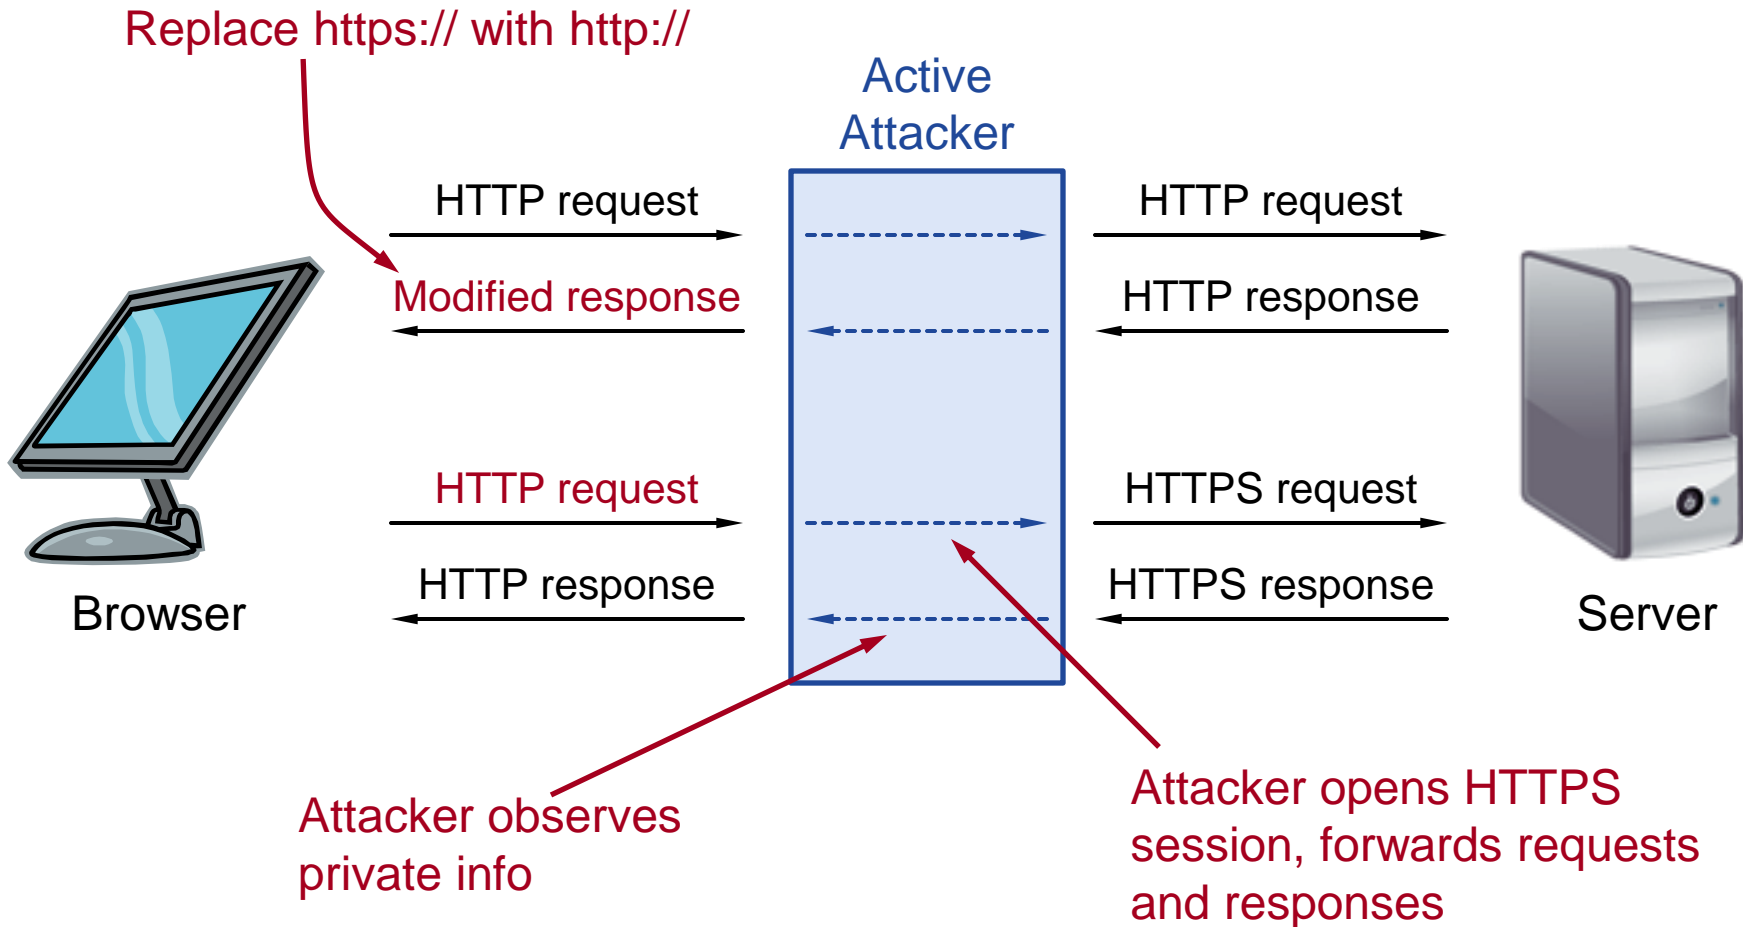 Replace https:// with http://
Active
Attacker
HTTP request
HTTP request
Modified response
HTTP response
HTTP request
HTTPS request
HTTP response
HTTPS response
Browser
Server
Attacker observes
private info
Attacker opens HTTPS
session, forwards requests
and responses